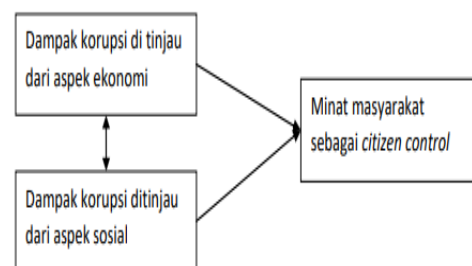 Dampak korupsi di tinjau
dari aspek ekonomi
Minat masyarakat
sebagai citizen control
Dampak korupsi ditinjau
dari aspek sosial